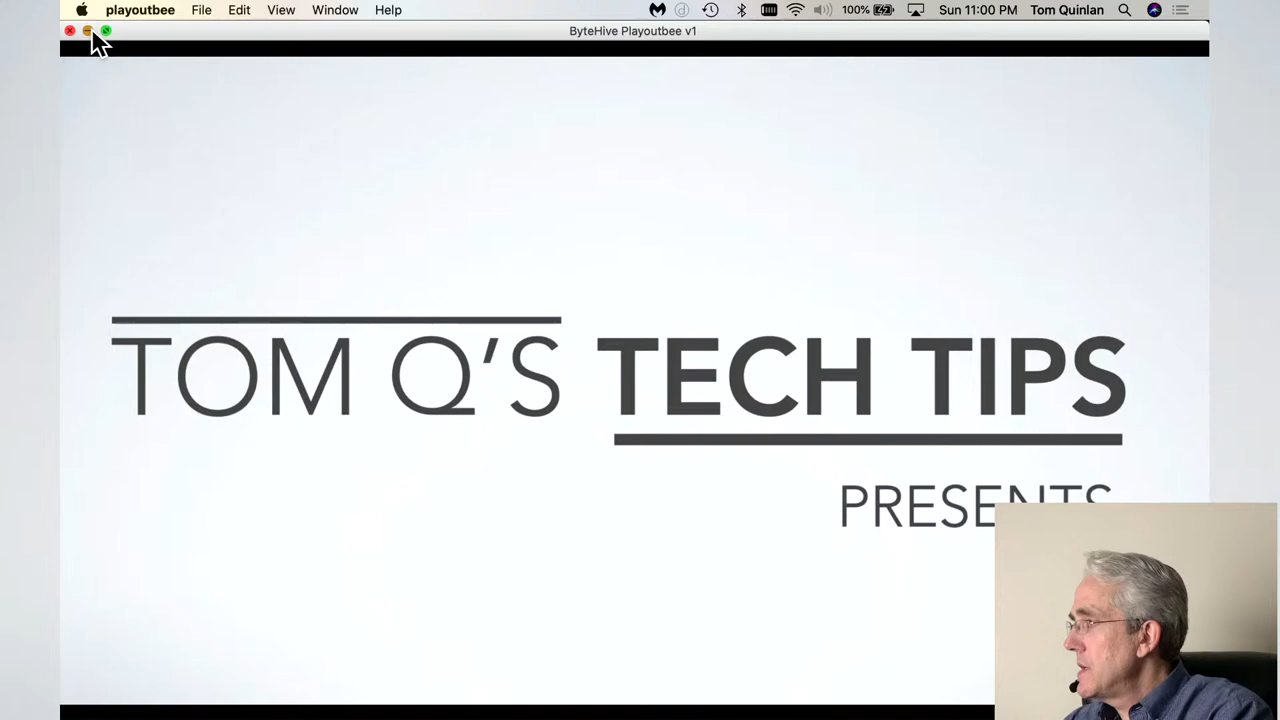 playoutbee File Edit View Window Help 100% Sun 11:00 PM Tom Quinlan
ByteHive Playoutbee v1
TOM Q'S TECH TIPS
PRESENTS